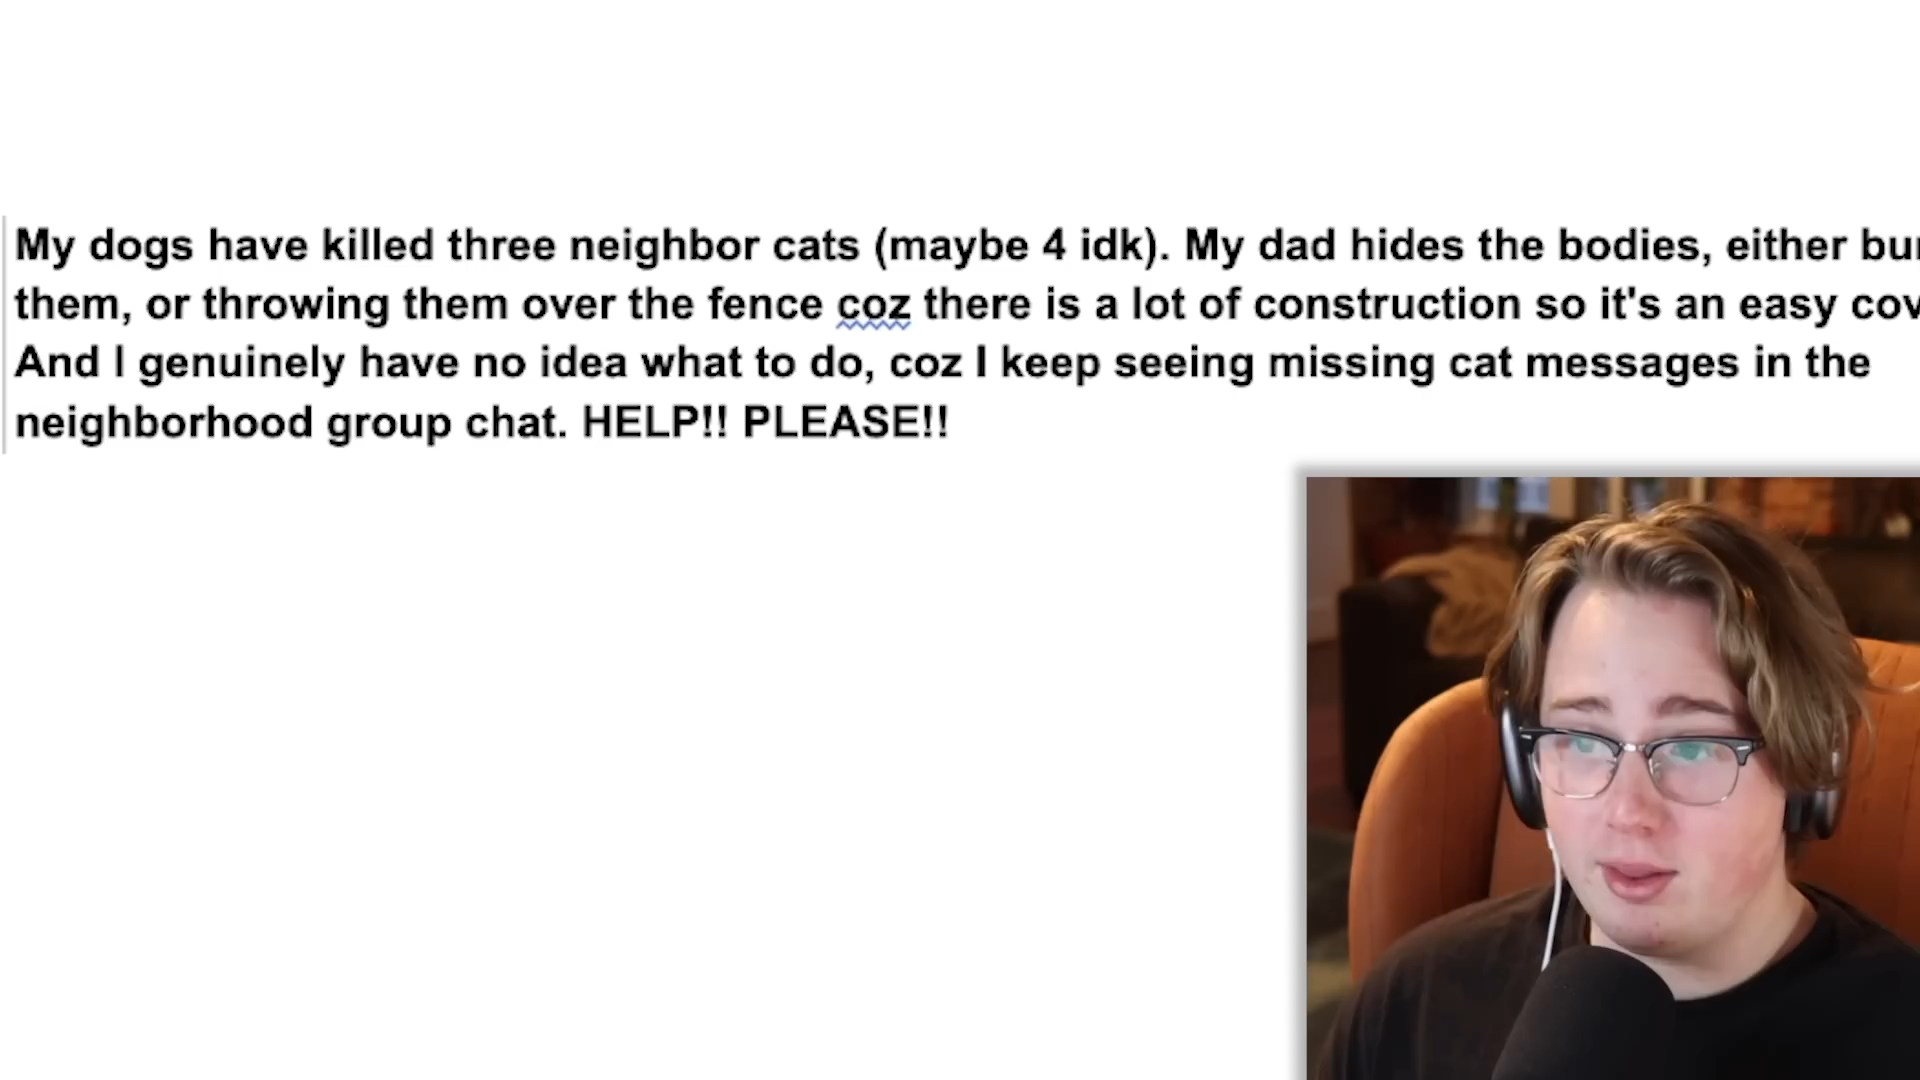 My dogs have killed three neighbor cats (maybe 4 idk). My dad hides the bodies, either
them, or throwing them over the fence coz there is a lot of construction so it's an easy
And I genuinely have no idea what to do, coz I keep seeing missing cat messages in the
neighborhood group chat. HELP!! PLEASE!!